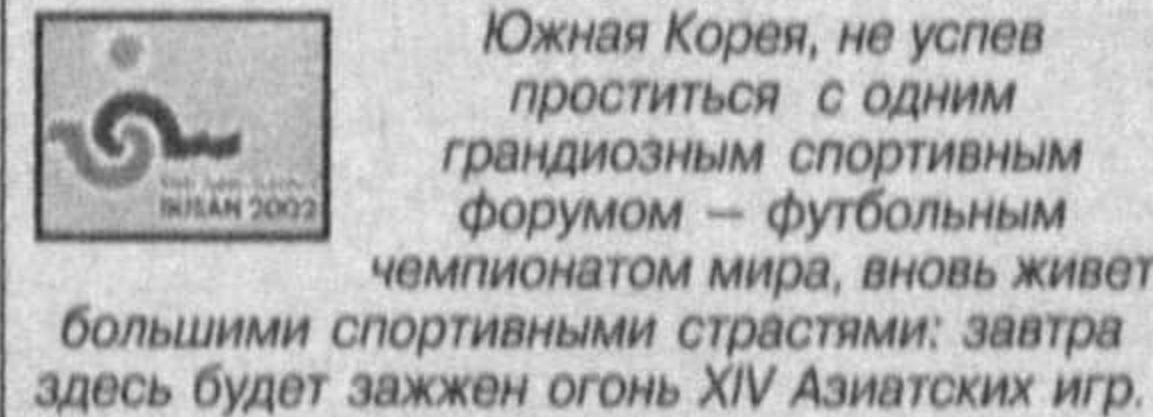 Южная Корея, не успев
проститься с одним
грандиозным спортивным
форумом — футбольным
чемпионатом мира, вновь живет
большими спортивными страстями: завтра
здесь будет зажжен огонь XIV Азиатских игр.
BUSAN 2002